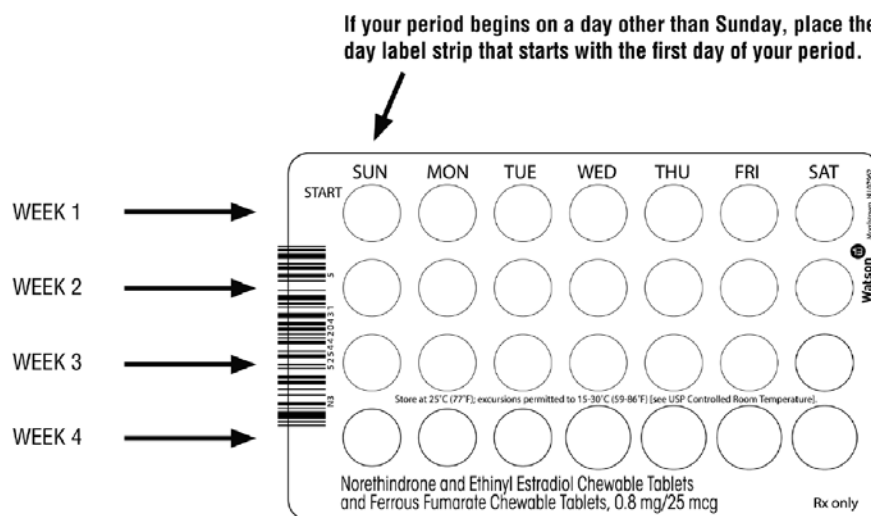 If your period begins on a day other than Sunday, place the
day label strip that starts with the first day of your period.
SUN MON TUE WED THU FRI SAT
START
WEEK 1
WEEK 2
WEEK 3
WEEK 4
S
5254420431
N3
Watson
Store at 25°C (77°F); excursions permitted to 15-30°C (59-86°F) [see USP Controlled Room Temperature].
Norethindrone and Ethinyl Estradiol Chewable Tablets
and Ferrous Fumarate Chewable Tablets, 0.8 mg/25 mcg
Rx only